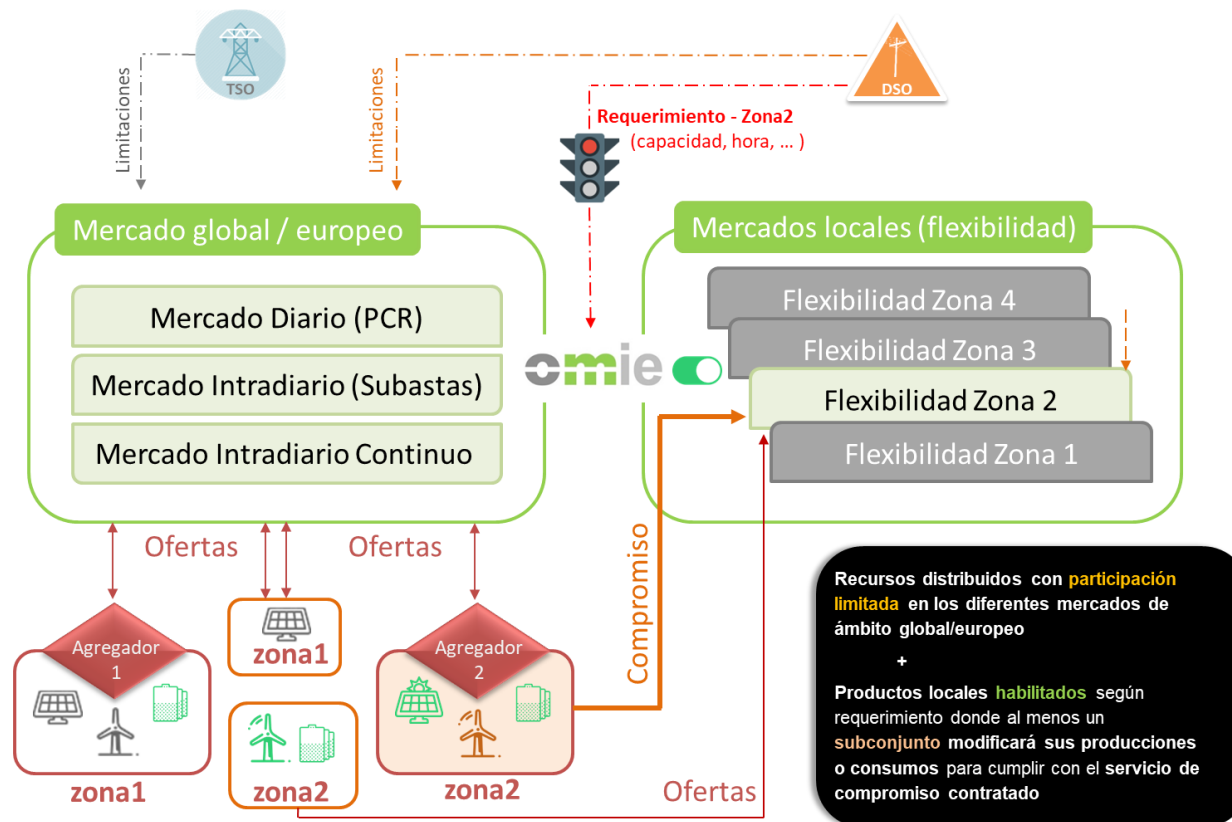 TSO
DSO
Limitaciones
Limitaciones
Requerimiento - Zona2
(capacidad, hora, ... )
Mercado global / europeo
Mercado Diario (PCR)
Mercado Intradiario (Subastas)
Mercado Intradiario Continuo
omie
Mercados locales (flexibilidad)
Flexibilidad Zona 4
Flexibilidad Zona 3
Flexibilidad Zona 2
Flexibilidad Zona 1
Ofertas
Ofertas
Compromiso
Agregador
1
zona1
zona1
zona2
Agregador
2
zona2
Ofertas
Recursos distribuidos con participación
limitada en los diferentes mercados de
ámbito global/europeo
+
Productos locales habilitados según
requerimiento donde al menos un
subconjunto modificará sus producciones
o consumos para cumplir con el servicio de
compromiso contratado